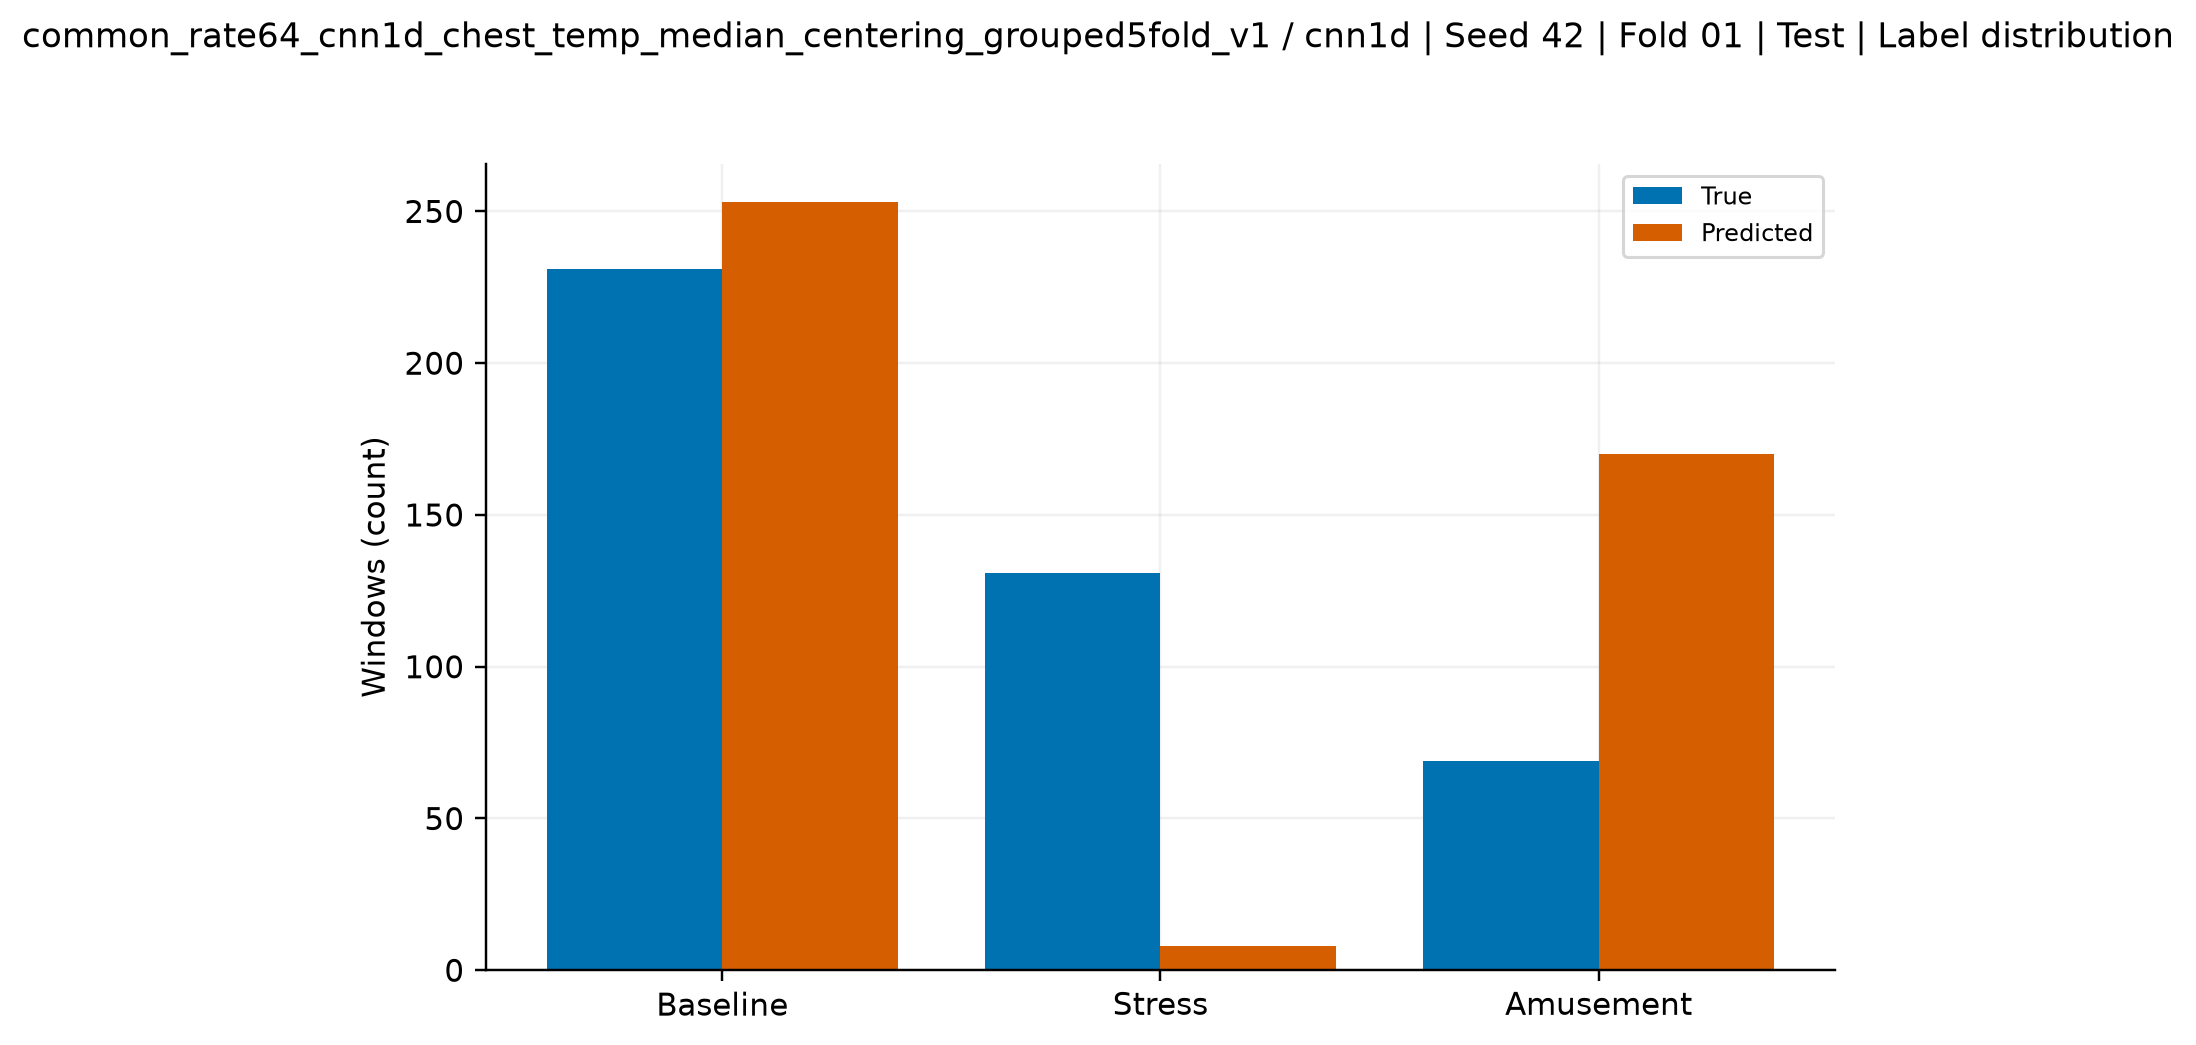 common_rate64_cnn1d_chest_temp_median_centering_grouped5fold_v1 / cnn1d | Seed 42 | Fold 01 | Test | Label distribution
True
Predicted
Windows (count)
250
200
150
100
50
0
Baseline
Stress
Amusement